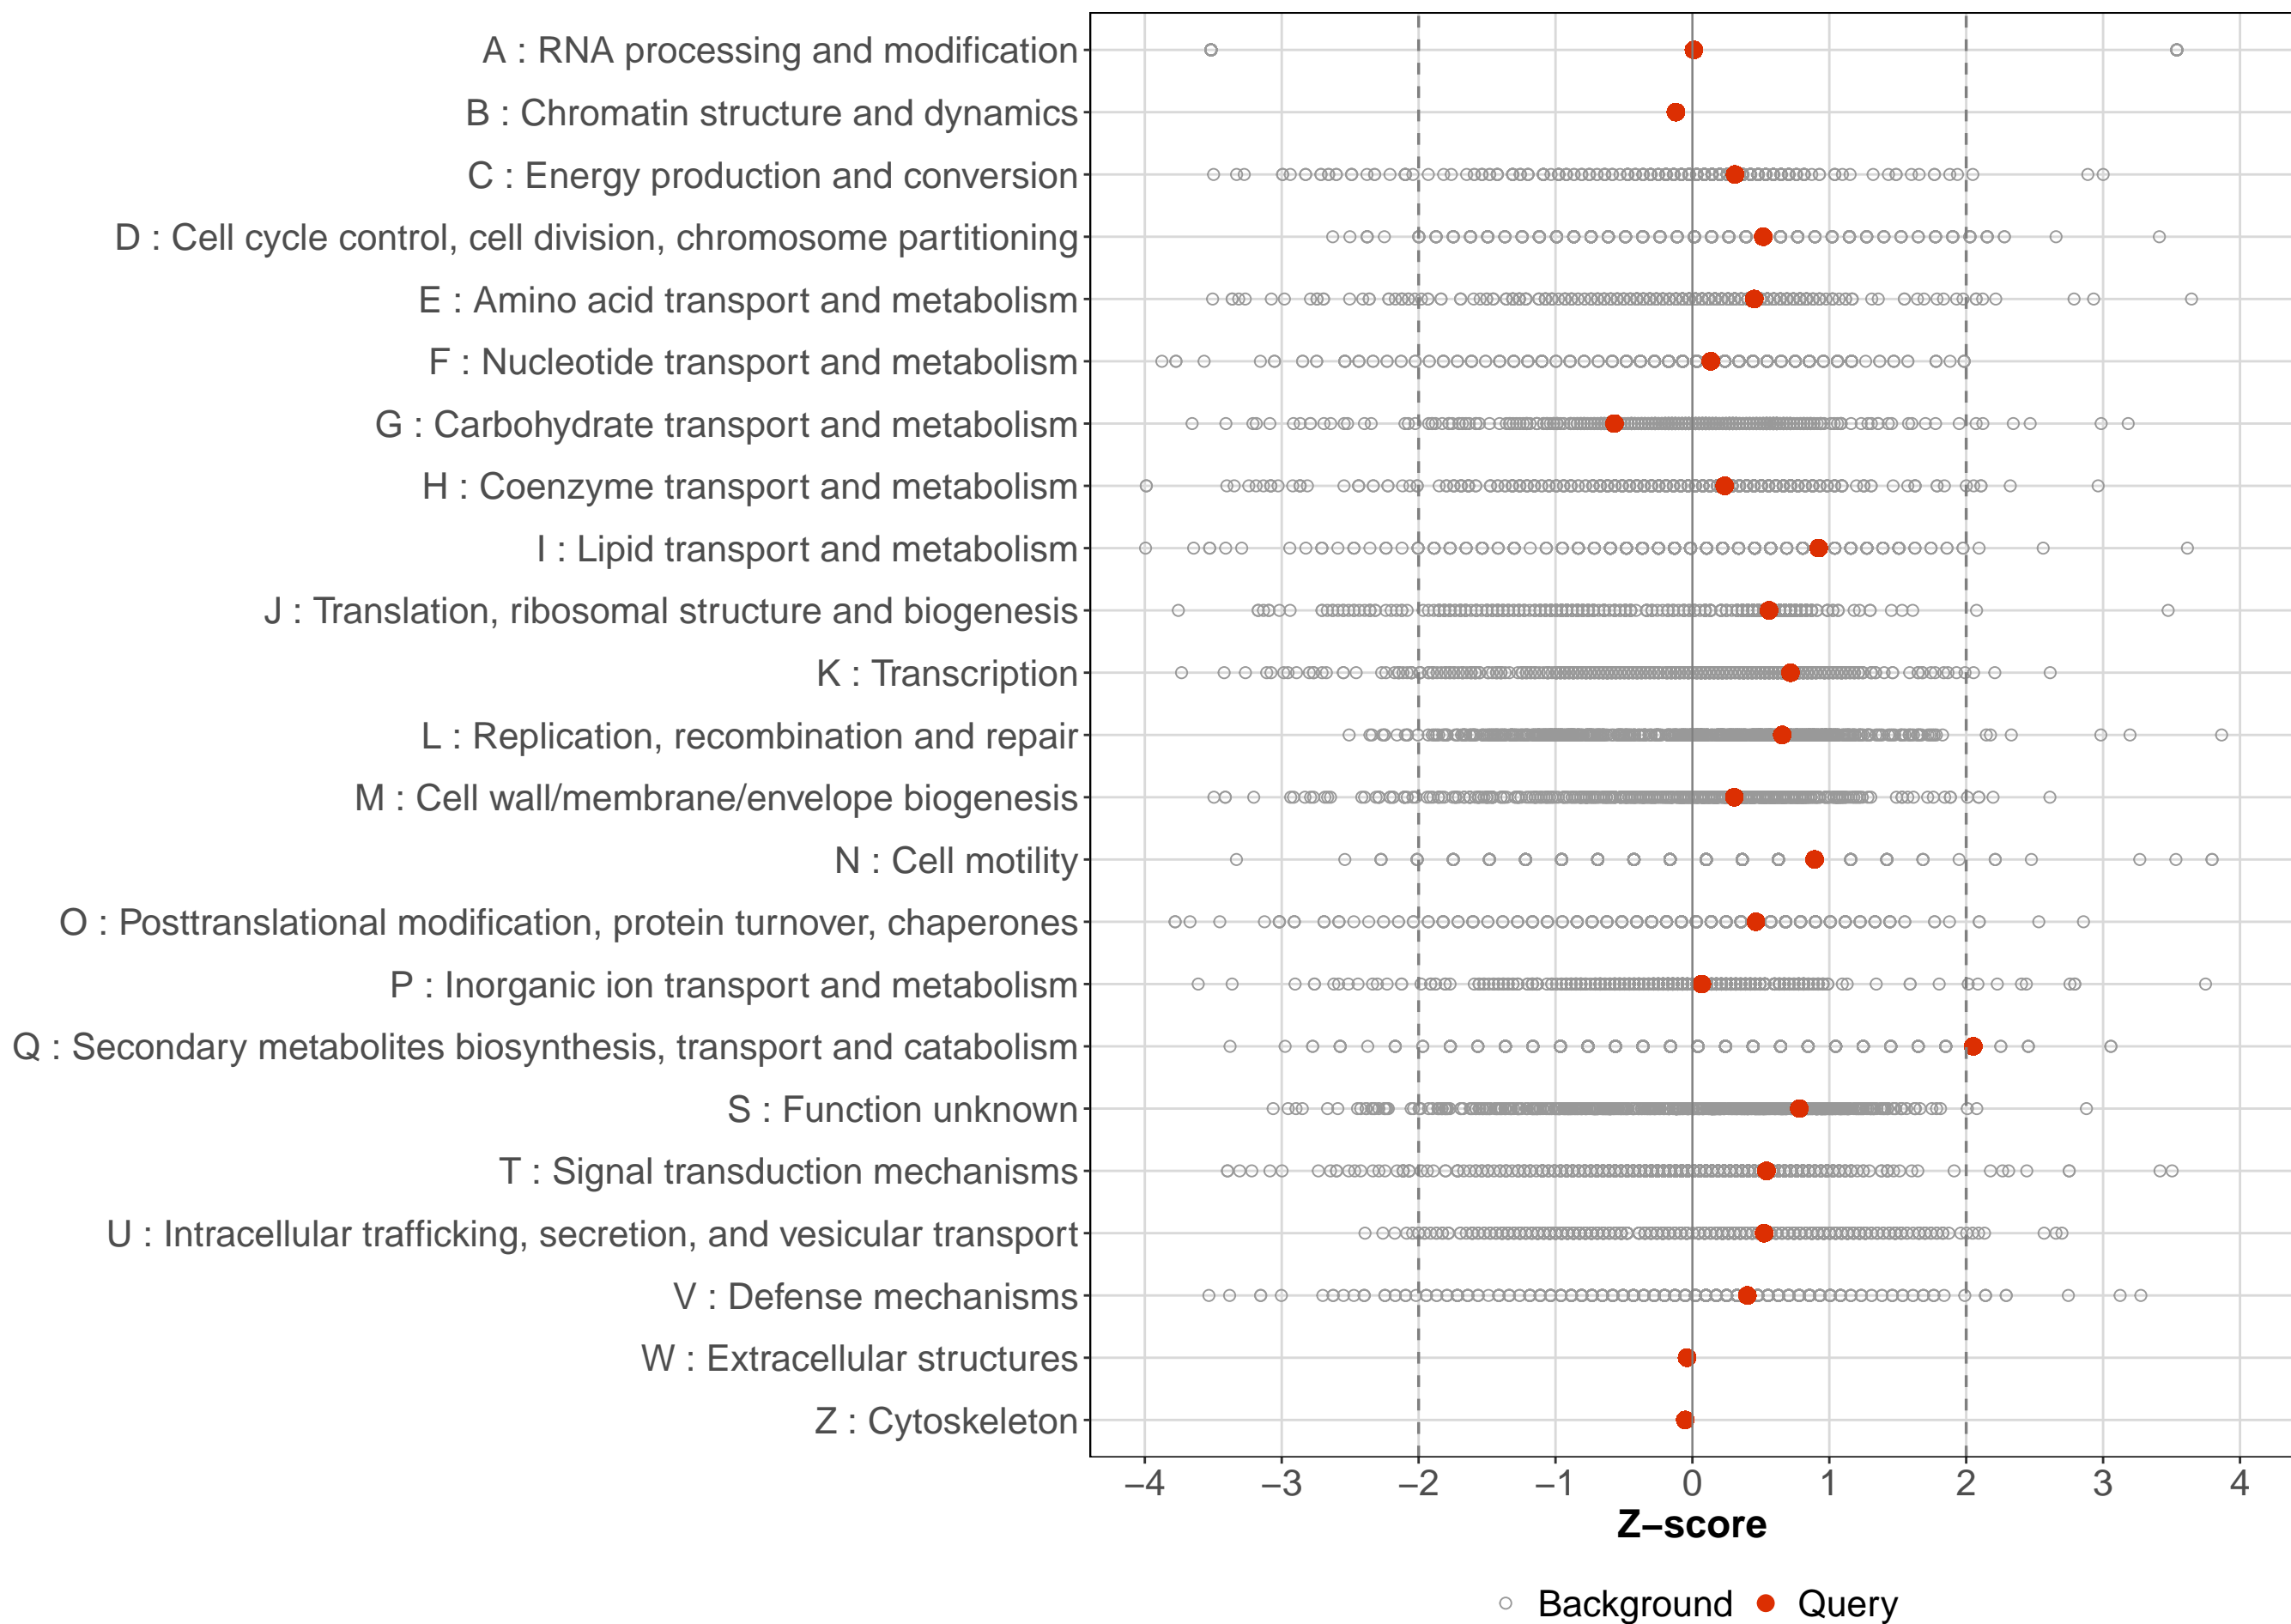 A : RNA processing and modification
B : Chromatin structure and dynamics
C : Energy production and conversion
D : Cell cycle control, cell division, chromosome partitioning
E : Amino acid transport and metabolism
F : Nucleotide transport and metabolism
G : Carbohydrate transport and metabolism
H : Coenzyme transport and metabolism
I : Lipid transport and metabolism
J : Translation, ribosomal structure and biogenesis
K : Transcription
L : Replication, recombination and repair
M : Cell wall/membrane/envelope biogenesis
N : Cell motility
O : Posttranslational modification, protein turnover, chaperones
P : Inorganic ion transport and metabolism
Q : Secondary metabolites biosynthesis, transport and catabolism
S : Function unknown
T : Signal transduction mechanisms
U : Intracellular trafficking, secretion, and vesicular transport
V : Defense mechanisms
W : Extracellular structures
Z : Cytoskeleton
−4 −3 −2 −1 0 1 2 3 4
Z−score
Background Query